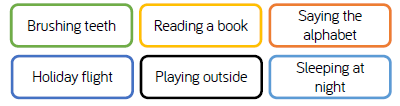 Brushing teeth
Reading a book
Saying the
alphabet
Holiday flight
Playing outside
Sleeping at
night